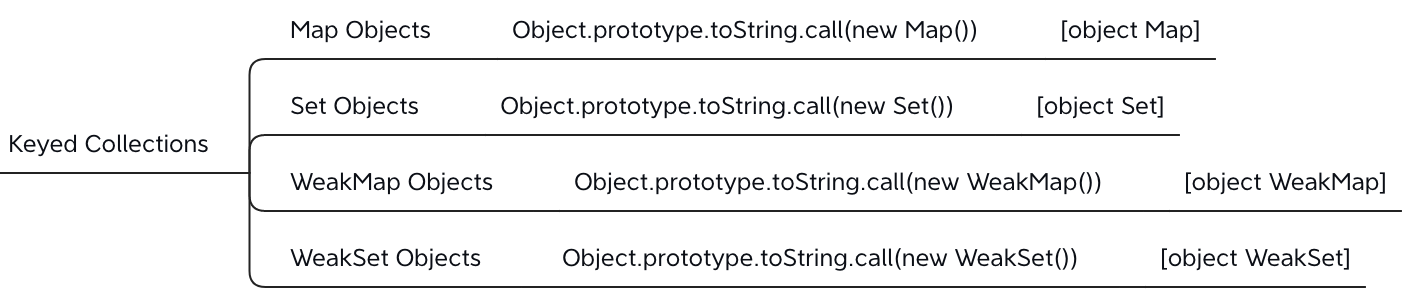 Map Objects Object.prototype.toString.call(new Map()) [object Map]
Set Objects Object.prototype.toString.call(new Set()) [object Set]
Keyed Collections
WeakMap Objects Object.prototype.toString.call(new WeakMap()) [object WeakMap]
WeakSet Objects Object.prototype.toString.call(new WeakSet()) [object WeakSet]